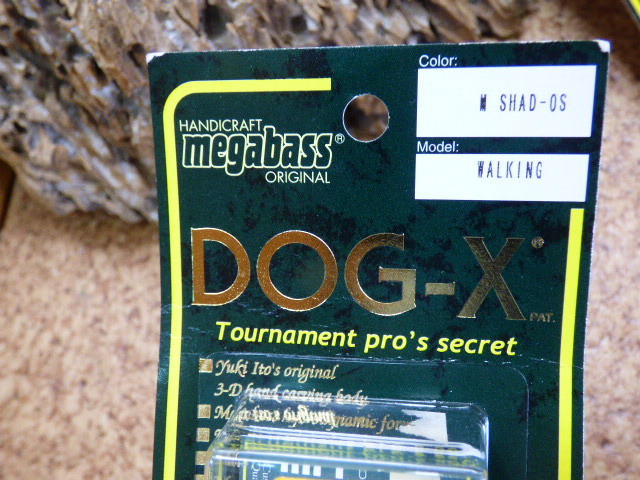 HANDICRAFT
megabass®
ORIGINAL
Color:
M SHAD-OS
Model:
WALKING
DOG-X®
PAT.
Tournament pro's secret
Yuki Ito's original
3-D hand carving body